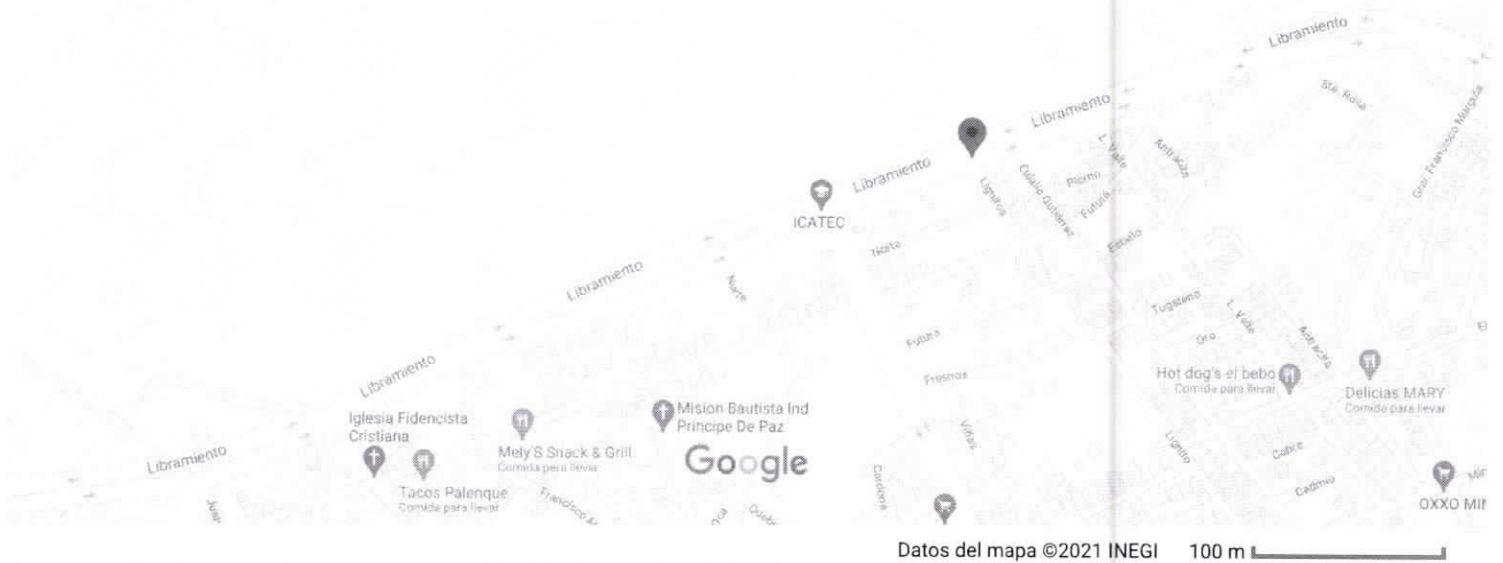 Libramiento
Sta. Rosa
Libramiento
Gral. Francisco Murguía
L. Valle
Libramiento
Plomo
Eulalio Gutiérrez
Lignitos
Futura
ICATEC
Estaño
Norte
Libramiento
Norte
Tugsteno
L. Valle
Oro
Antracita
Futura
Libramiento
Fresnos
Hot dog's el bebo
Comida para llevar
Delicias MARY
Comida para llevar
Iglesia Fidencista
Cristiana
Mision Bautista Ind
Principe De Paz
Mely'S Snack & Grill
Comida para llevar
Viñas
Libramiento
Google
Lignito
Cobre
Tacos Palenque
Comida para llevar
Cardona
Cadmio
OXXO MI
Datos del mapa ©2021 INEGI 100 m